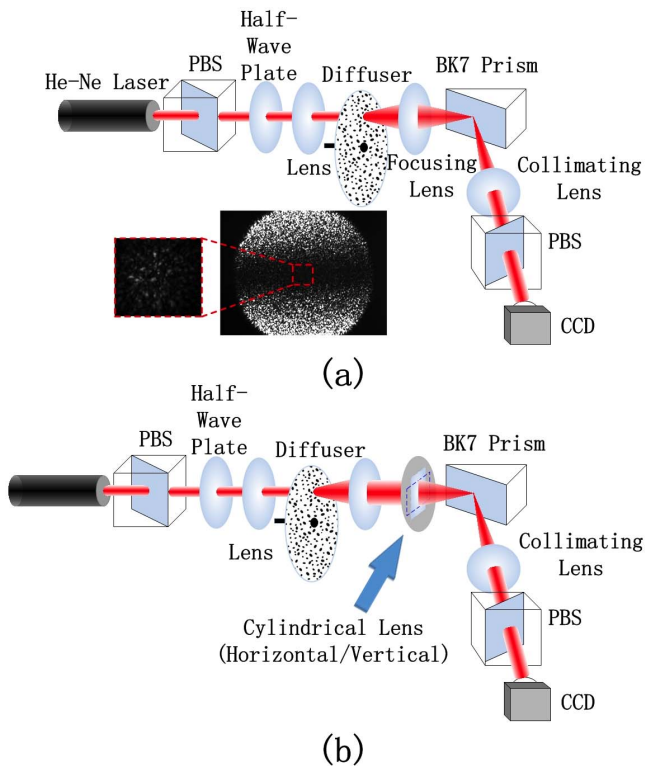 Half-
Wave
Plate
PBS
Diffuser
He-Ne Laser
BK7 Prism
Lens
Focusing
Lens
Collimating
Lens
PBS
CCD
(a)
Half-
Wave
Plate
PBS
Diffuser
BK7 Prism
Lens
Collimating
Lens
Cylindrical Lens
(Horizontal/Vertical)
PBS
CCD
(b)